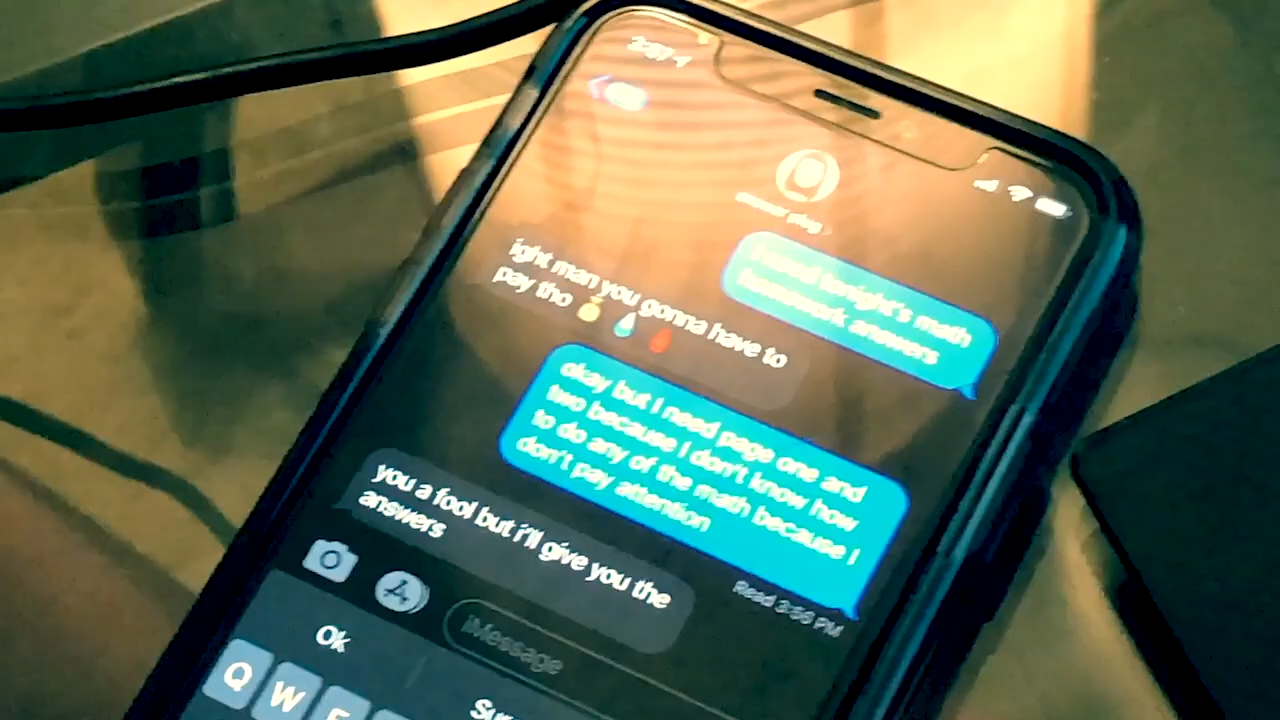 I need tonight's math
homework answers
ight man you gonna have to
pay tho
okay but I need page one and
two because I don't know how
to do any of the math because I
don't pay attention
Read 3:56 PM
you a fool but i'll give you the
answers
iMessage
Ok
Q W